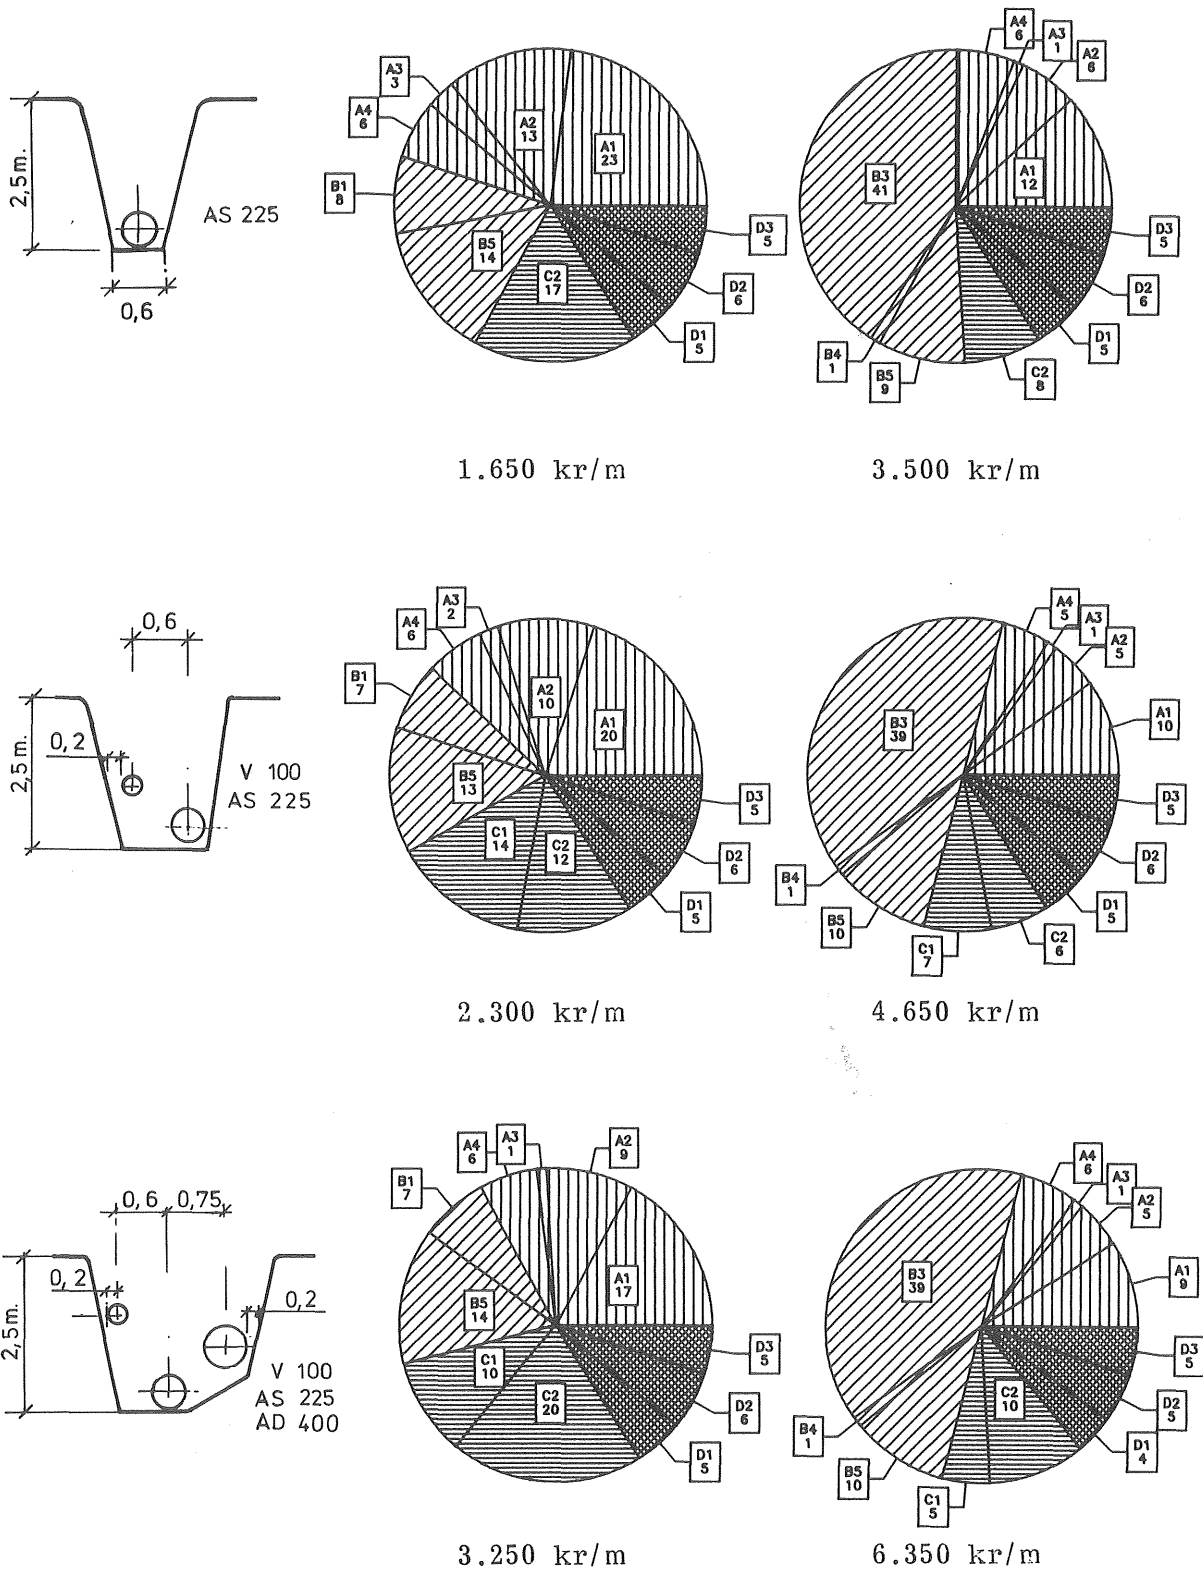 2,5m.
0,6
AS 225
A3
3
A4
6
B1
8
A2
13
A1
23
B5
14
C2
17
D3
5
D2
6
D1
5
1.650 kr/m
A4
6
A3
1
A2
6
B3
41
A1
12
D3
5
D2
6
D1
5
C2
8
B5
9
B4
1
3.500 kr/m
0,6
0,2
2,5m.
V 100
AS 225
A3
2
A4
6
B1
7
A2
10
A1
20
B5
13
C1
14
C2
12
D3
5
D2
6
D1
5
2.300 kr/m
A4
5
A3
1
A2
5
A1
10
B3
39
D3
5
D2
6
D1
5
C2
6
C1
7
B5
10
B4
1
4.650 kr/m
0,6 0,75
0,2
0,2
2,5m.
V 100
AS 225
AD 400
A4
6
A3
1
A2
9
B1
7
A1
17
B5
14
C1
10
C2
20
D3
5
D2
6
D1
5
3.250 kr/m
A4
6
A3
1
A2
5
A1
9
B3
39
D3
5
D2
5
D1
4
C2
10
C1
5
B5
10
B4
1
6.350 kr/m